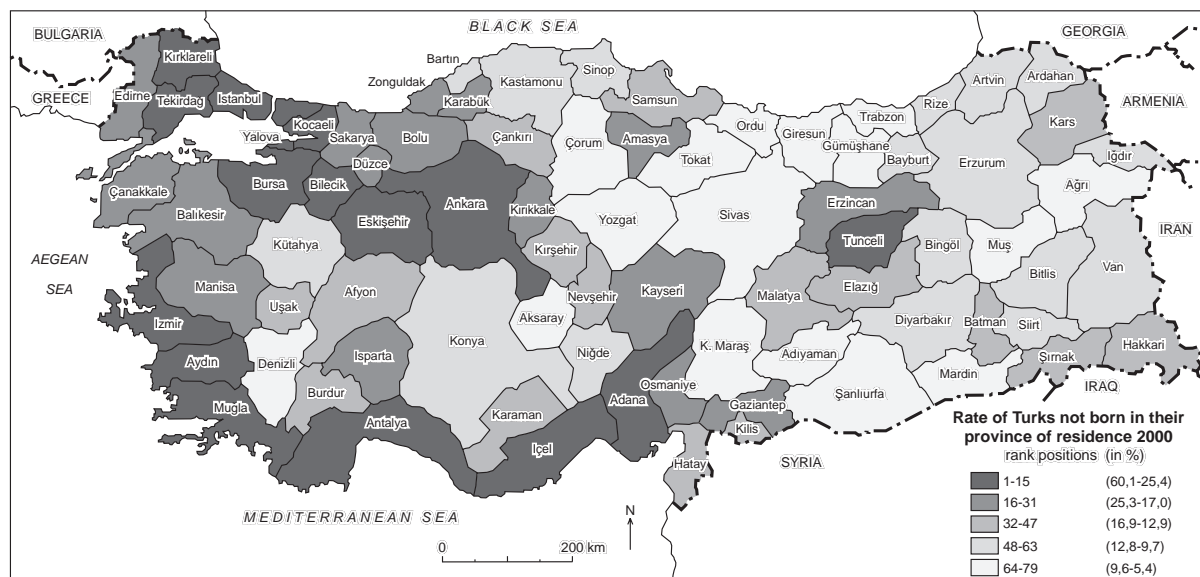 BLACK SEA
BULGARIA
GEORGIA
Kırklareli
Bartın
Sinop
Artvin
Ardahan
Zonguldak
Kastamonu
GREECE
Edirne
Tekirdag
Istanbul
Karabük
Samsun
Rize
ARMENIA
Kocaeli
Ordu
Trabzon
Kars
Yalova
Sakarya
Bolu
Çankırı
Çorum
Amasya
Giresun
Gümüşhane
Düzce
Tokat
Bayburt
Erzurum
Iğdır
Çanakkale
Bursa
Bilecik
Ankara
Kırıkkale
Erzincan
Ağrı
Balıkesir
Eskişehir
Yozgat
Sivas
Kütahya
Kırşehir
Tunceli
Bingöl
Muş
IRAN
AEGEAN
SEA
Manisa
Uşak
Afyon
Nevşehir
Kayseri
Malatya
Elazığ
Bitlis
Van
Izmir
Aksaray
Diyarbakır
Batman
Siirt
Konya
Niğde
K. Maraş
Adıyaman
Şırnak
Hakkari
Aydın
Denizli
Isparta
Mardin
Burdur
Osmaniye
Gaziantep
Şanlıurfa
IRAQ
Mugla
Antalya
Karaman
Adana
Kilis
Içel
Hatay
SYRIA
MEDITERRANEAN SEA
N
0 200 km
Rate of Turks not born in their
province of residence 2000
rank positions (in %)
1-15 (60,1-25,4)
16-31 (25,3-17,0)
32-47 (16,9-12,9)
48-63 (12,8-9,7)
64-79 (9,6-5,4)